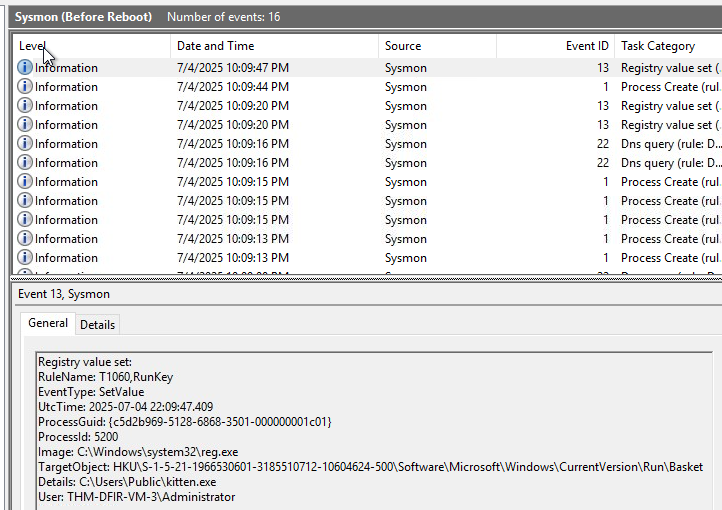 Sysmon (Before Reboot) Number of events: 16
Level Date and Time Source Event ID Task Category
Information 7/4/2025 10:09:47 PM Sysmon 13 Registry value set (...
Information 7/4/2025 10:09:44 PM Sysmon 1 Process Create (rul...
Information 7/4/2025 10:09:20 PM Sysmon 13 Registry value set (...
Information 7/4/2025 10:09:20 PM Sysmon 13 Registry value set (...
Information 7/4/2025 10:09:16 PM Sysmon 22 Dns query (rule: D...
Information 7/4/2025 10:09:16 PM Sysmon 22 Dns query (rule: D...
Information 7/4/2025 10:09:15 PM Sysmon 1 Process Create (rul...
Information 7/4/2025 10:09:15 PM Sysmon 1 Process Create (rul...
Information 7/4/2025 10:09:15 PM Sysmon 1 Process Create (rul...
Information 7/4/2025 10:09:13 PM Sysmon 1 Process Create (rul...
Information 7/4/2025 10:09:13 PM Sysmon 1 Process Create (rul...
Event 13, Sysmon
General Details
Registry value set:
RuleName: T1060,RunKey
EventType: SetValue
UtcTime: 2025-07-04 22:09:47.409
ProcessGuid: {c5d2b969-5128-6868-3501-000000001c01}
ProcessId: 5200
Image: C:\Windows\system32\reg.exe
TargetObject: HKU\S-1-5-21-1966530601-3185510712-10604624-500\Software\Microsoft\Windows\CurrentVersion\Run\Basket
Details: C:\Users\Public\kitten.exe
User: THM-DFIR-VM-3\Administrator